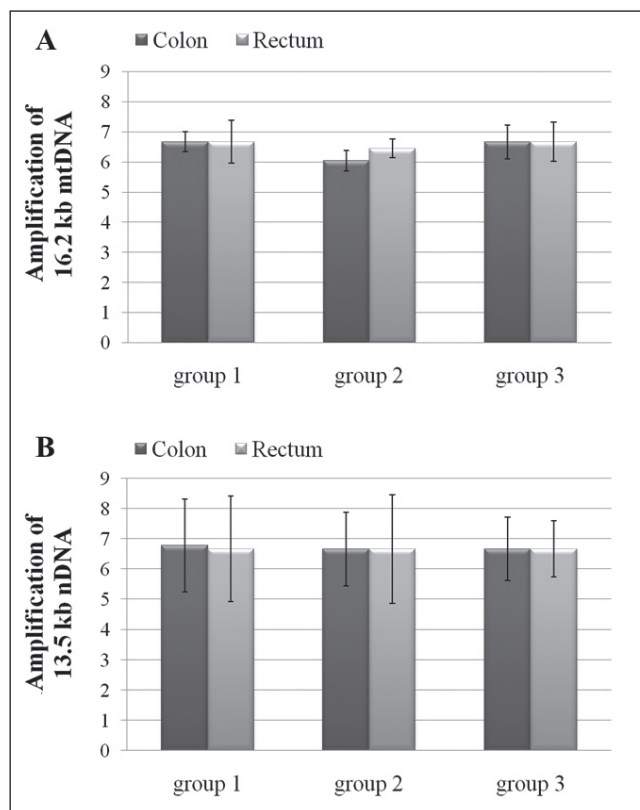 A
Colon Rectum
Amplification of
16.2 kb mtDNA
9
8
7
6
5
4
3
2
1
0
group 1 group 2 group 3
B
Colon Rectum
Amplification of
13.5 kb nDNA
9
8
7
6
5
4
3
2
1
0
group 1 group 2 group 3